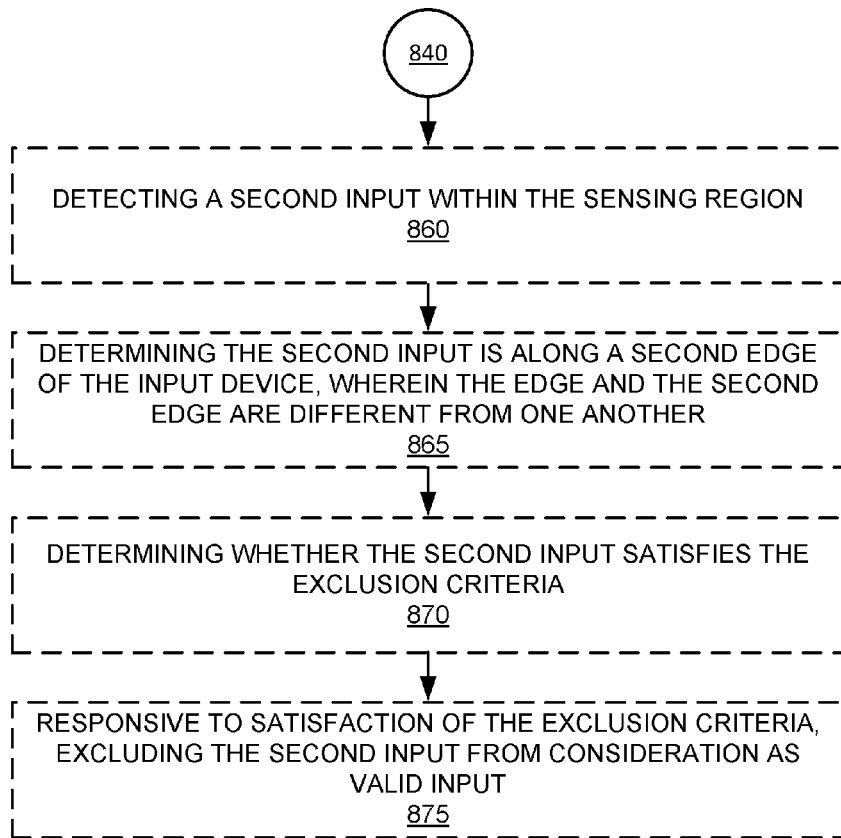 840
DETECTING A SECOND INPUT WITHIN THE SENSING REGION
860
DETERMINING THE SECOND INPUT IS ALONG A SECOND EDGE
OF THE INPUT DEVICE, WHEREIN THE EDGE AND THE SECOND
EDGE ARE DIFFERENT FROM ONE ANOTHER
865
DETERMINING WHETHER THE SECOND INPUT SATISFIES THE
EXCLUSION CRITERIA
870
RESPONSIVE TO SATISFACTION OF THE EXCLUSION CRITERIA,
EXCLUDING THE SECOND INPUT FROM CONSIDERATION AS
VALID INPUT
875